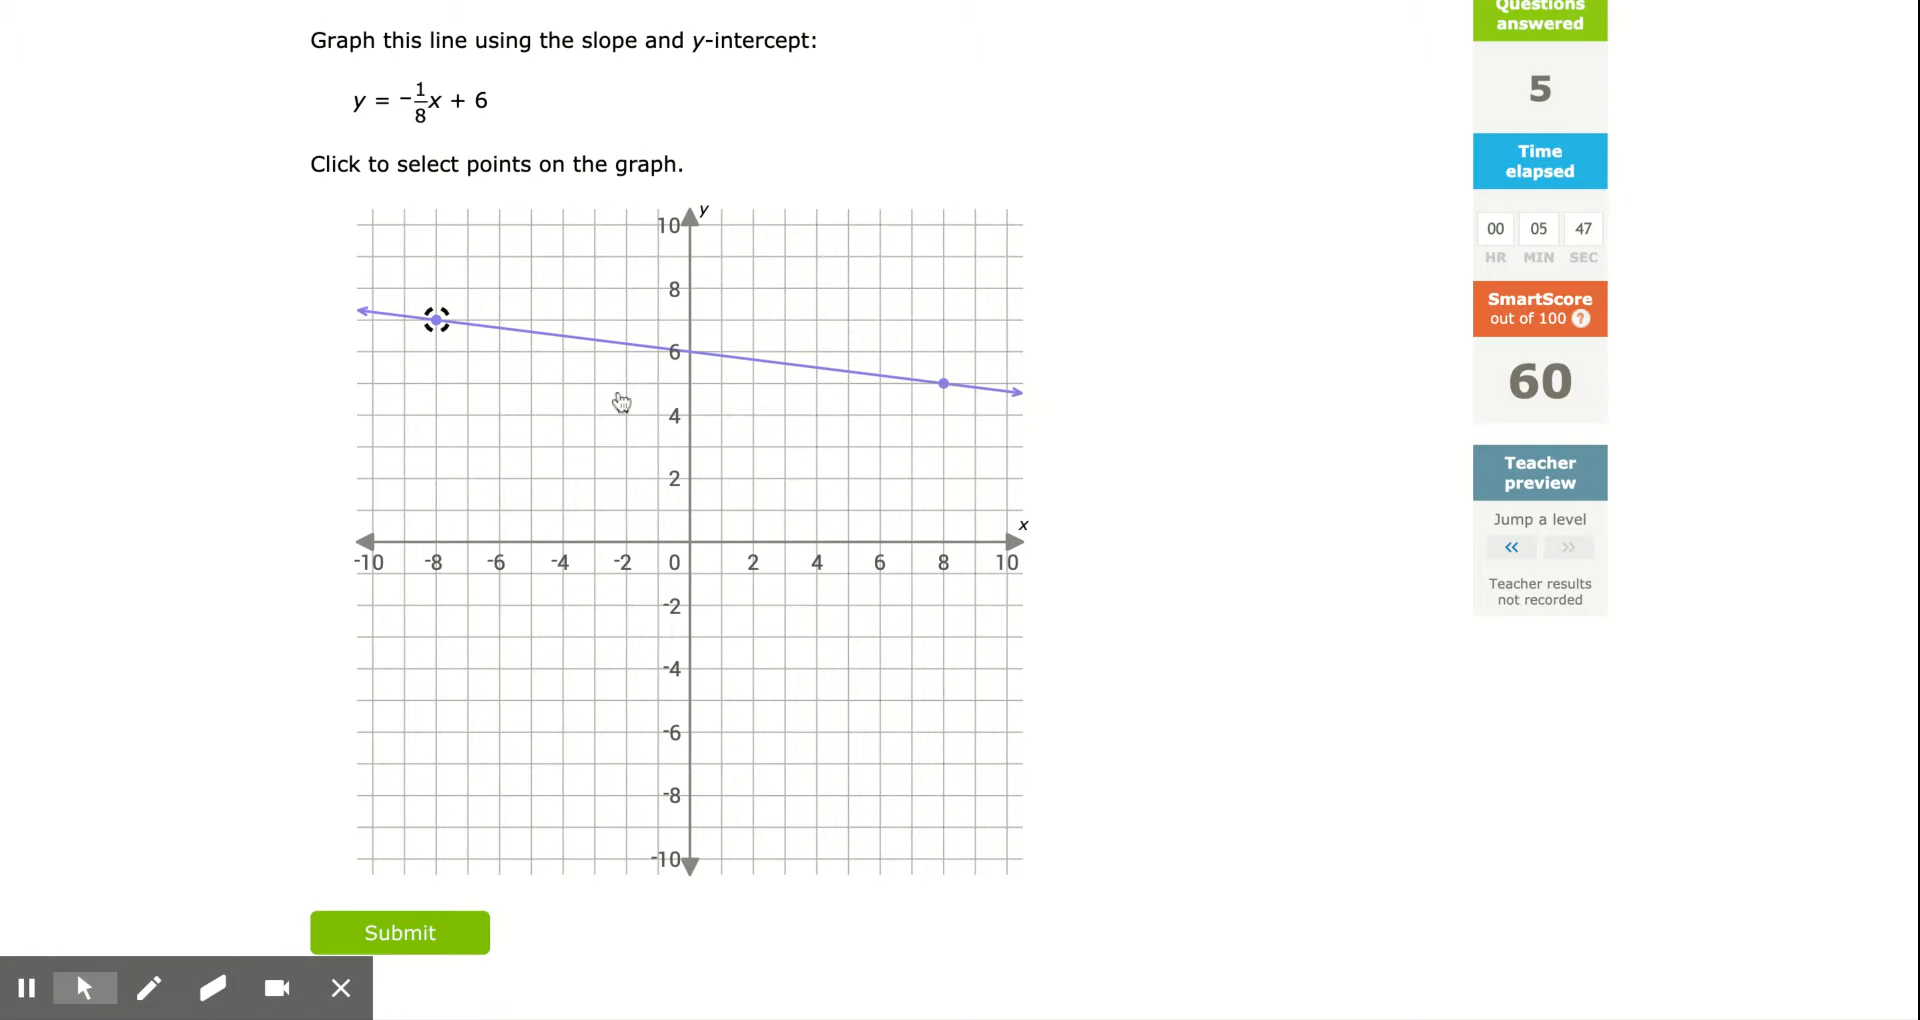 Graph this line using the slope and y-intercept:
y = -1/8x + 6
Click to select points on the graph.
y
10
8
6
4
2
x
-10 -8 -6 -4 -2 0 2 4 6 8 10
-2
-4
-6
-8
-10
Submit
Questions
answered
5
Time
elapsed
00 05 47
HR MIN SEC
SmartScore
out of 100 ?
60
Teacher
preview
Jump a level
Teacher results
not recorded